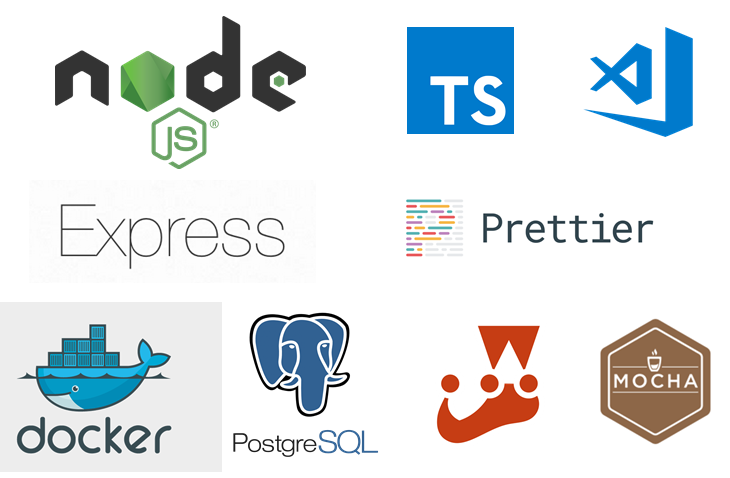 node
JS®
TS
Express
Prettier
docker
PostgreSQL
MOCHA